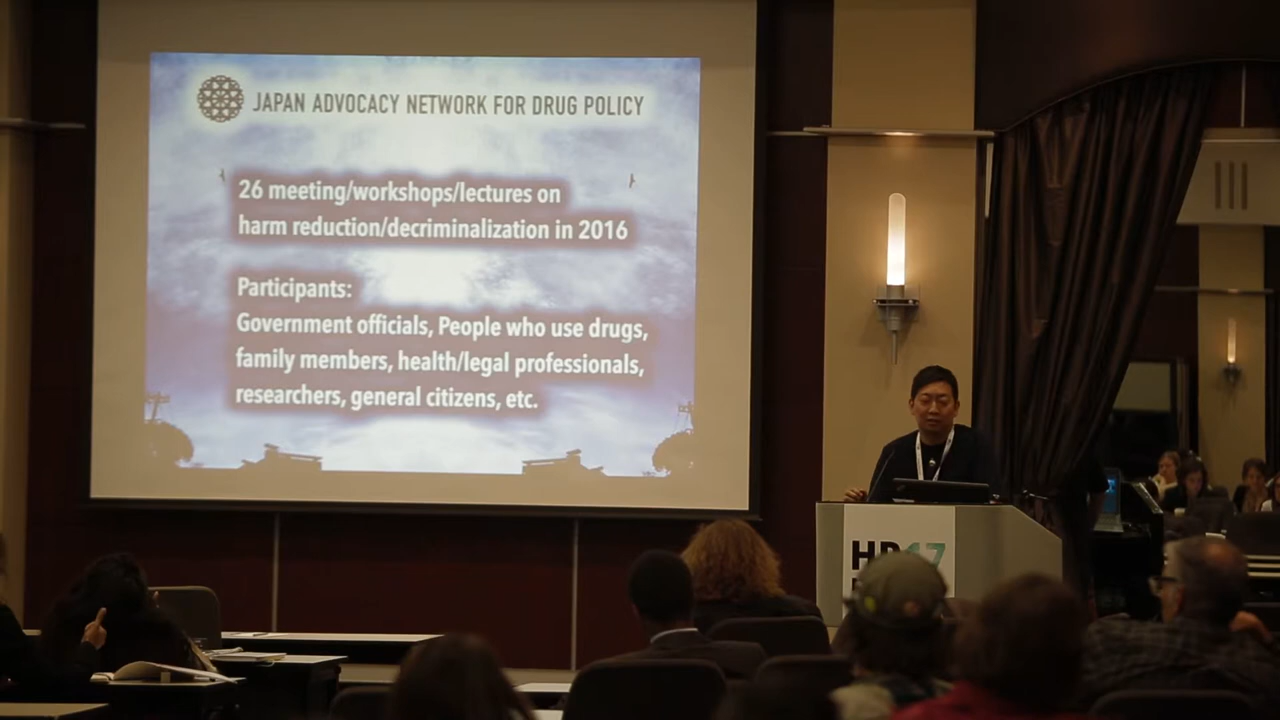 JAPAN ADVOCACY NETWORK FOR DRUG POLICY
26 meeting/workshops/lectures on
harm reduction/decriminalization in 2016
Participants:
Government officials, People who use drugs,
family members, health/legal professionals,
researchers, general citizens, etc.
HR17